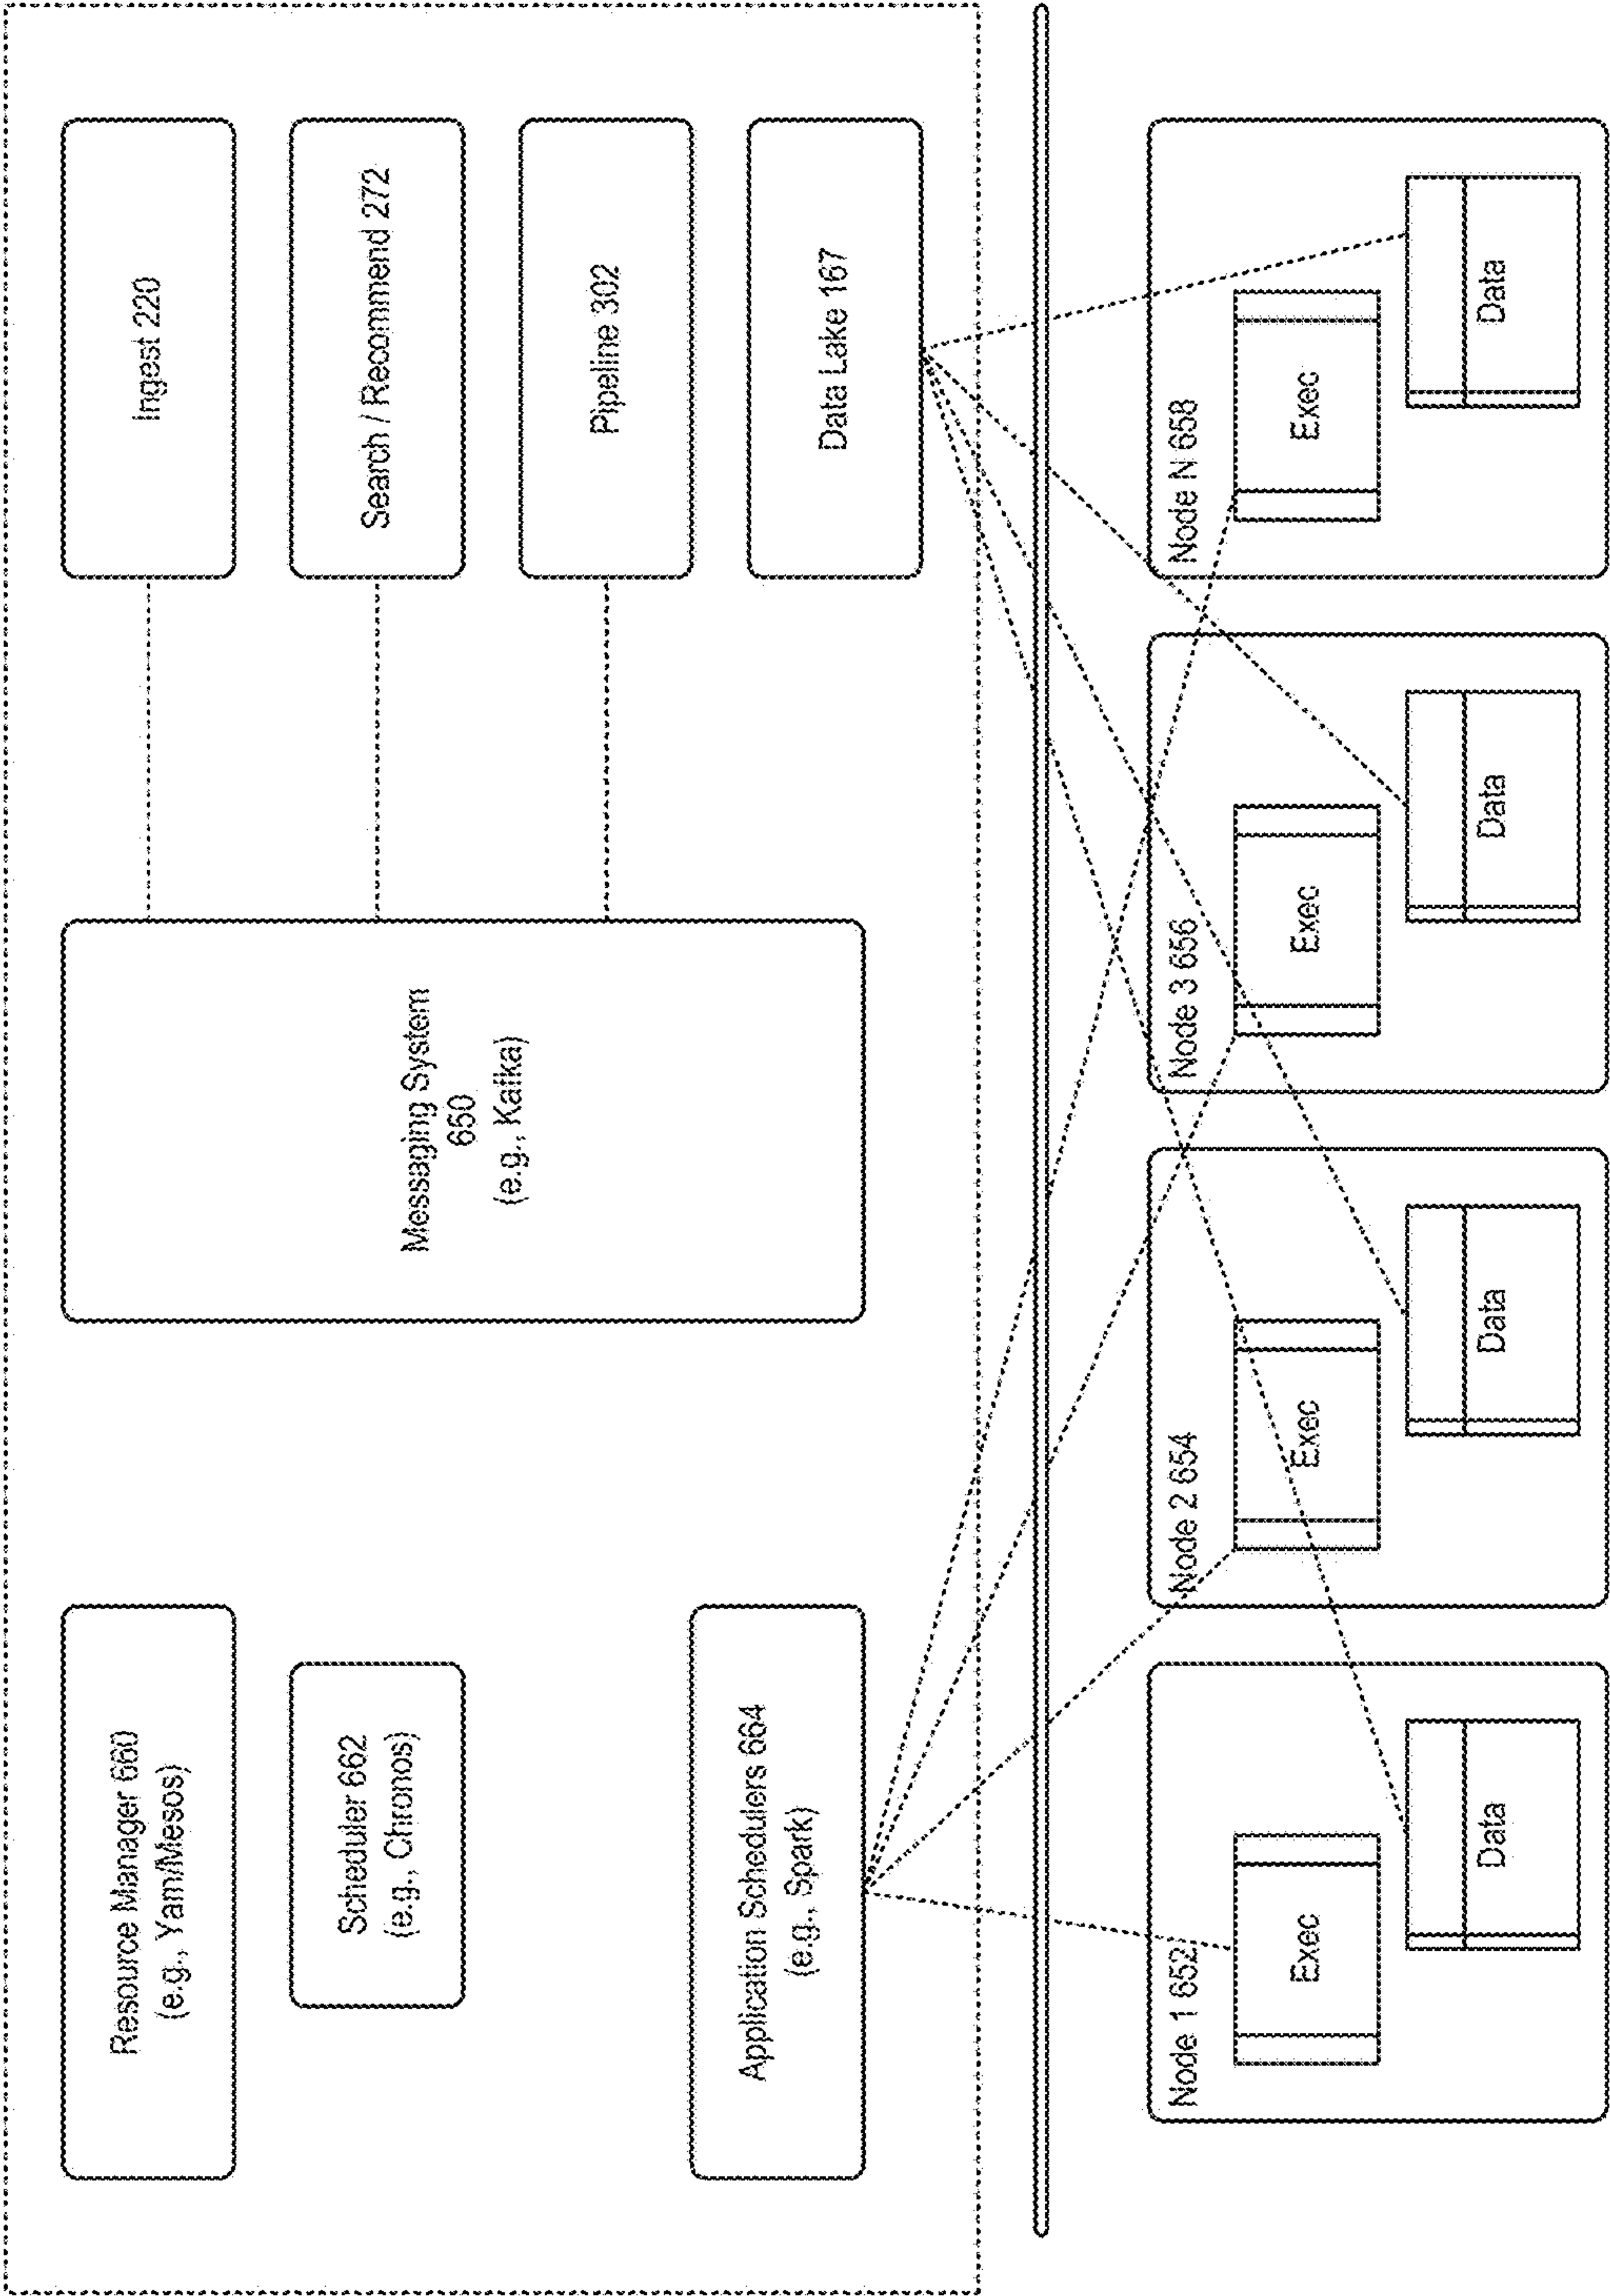 Resource Manager 660
(e.g., Yarn/Mesos)
Scheduler 662
(e.g., Chronos)
Application Schedulers 664
(e.g., Spark)
Messaging System
650
(e.g., Kafka)
Ingest 220
Search / Recommend 272
Pipeline 302
Data Lake 167
Node 1 652
Exec
Data
Node 2 654
Exec
Data
Node 3 656
Exec
Data
Node N 658
Exec
Data